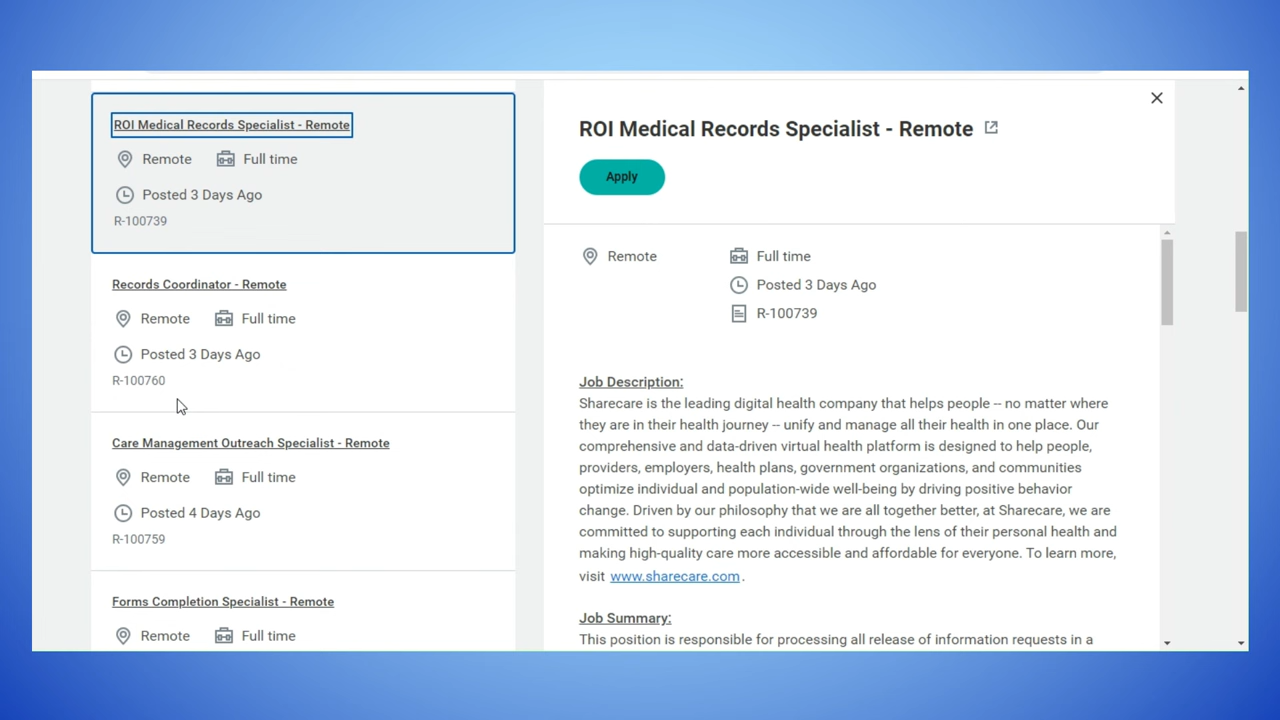 ROI Medical Records Specialist - Remote
Remote Full time
Posted 3 Days Ago
R-100739
Records Coordinator - Remote
Remote Full time
Posted 3 Days Ago
R-100760
Care Management Outreach Specialist - Remote
Remote Full time
Posted 4 Days Ago
R-100759
Forms Completion Specialist - Remote
Remote Full time
ROI Medical Records Specialist - Remote
Apply
Remote Full time
Posted 3 Days Ago
R-100739
Job Description:
Sharecare is the leading digital health company that helps people -- no matter where
they are in their health journey -- unify and manage all their health in one place. Our
comprehensive and data-driven virtual health platform is designed to help people,
providers, employers, health plans, government organizations, and communities
optimize individual and population-wide well-being by driving positive behavior
change. Driven by our philosophy that we are all together better, at Sharecare, we are
committed to supporting each individual through the lens of their personal health and
making high-quality care more accessible and affordable for everyone. To learn more,
visit www.sharecare.com.
Job Summary:
This position is responsible for processing all release of information requests in a